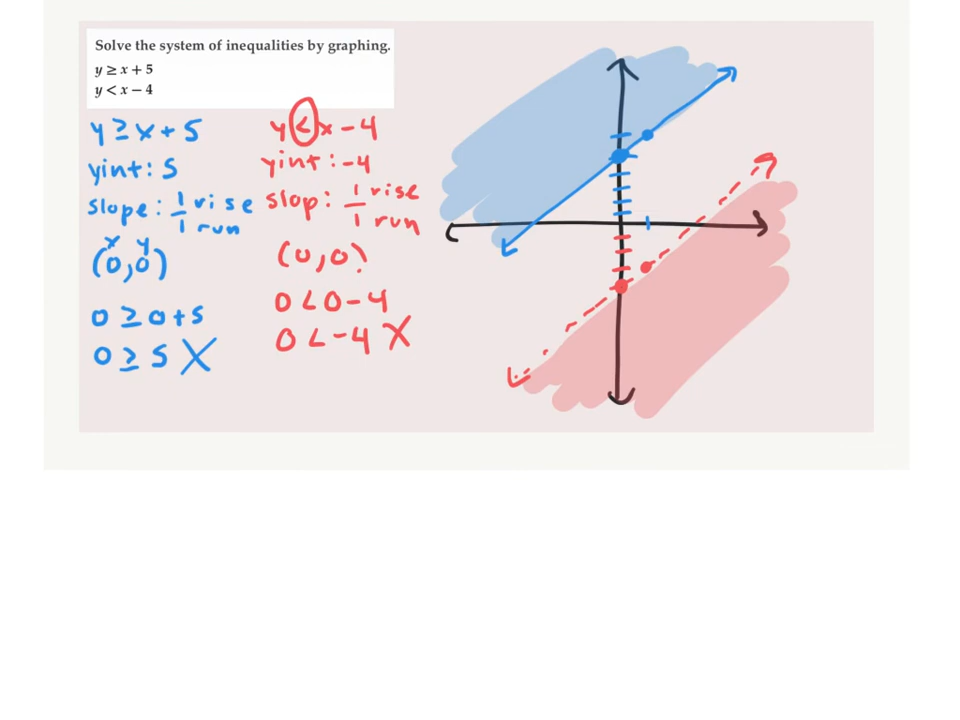 Solve the system of inequalities by graphing.
y ≥ x + 5
y < x − 4
y ≥ x + 5
yint: 5
slope: 1/1 rise run
x y
(0,0)
0 ≥ 0+5
0 ≥ 5 X
y < x − 4
yint: -4
slop: 1/1 rise run
(0,0)
0 < 0-4
0 < -4 X